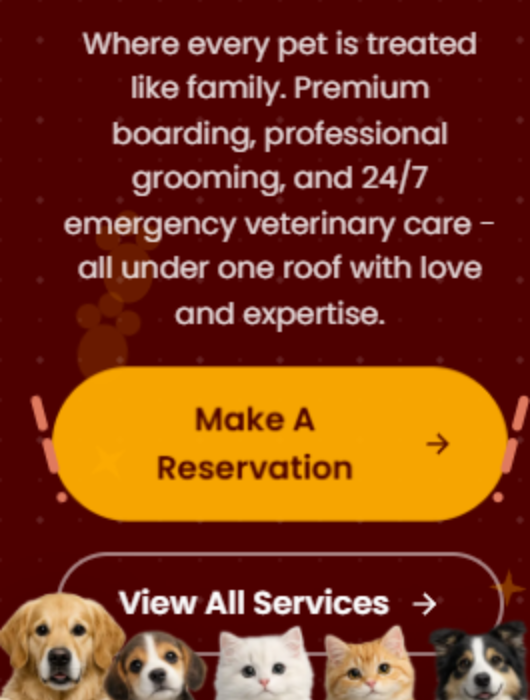 Where every pet is treated
like family. Premium
boarding, professional
grooming, and 24/7
emergency veterinary care –
all under one roof with love
and expertise.
Make A
Reservation →
View All Services →